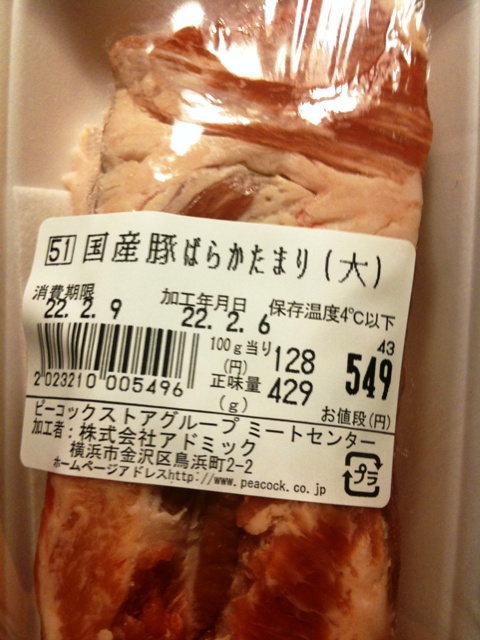 51 国産豚ばらかたまり(大)
消費期限 加工年月日 保存温度4℃以下
22.2.9 22.2.6 43
100g当り(円) 128 549
2023210005496 正味量(g) 429 お値段(円)
ピーコックストアグループ ミートセンター
加工者:株式会社アドミック
横浜市金沢区鳥浜町2-2
ホームページアドレスhttp://www.peacock.co.jp
プラ